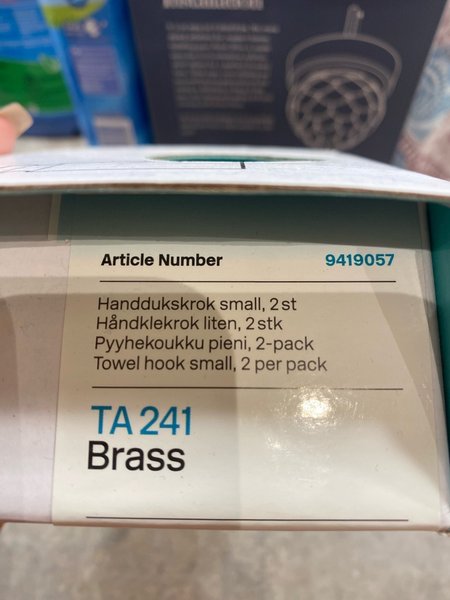 Article Number 9419057
Handdukskrok small, 2 st
Håndklekrok liten, 2 stk
Pyyhekoukku pieni, 2-pack
Towel hook small, 2 per pack
TA 241
Brass